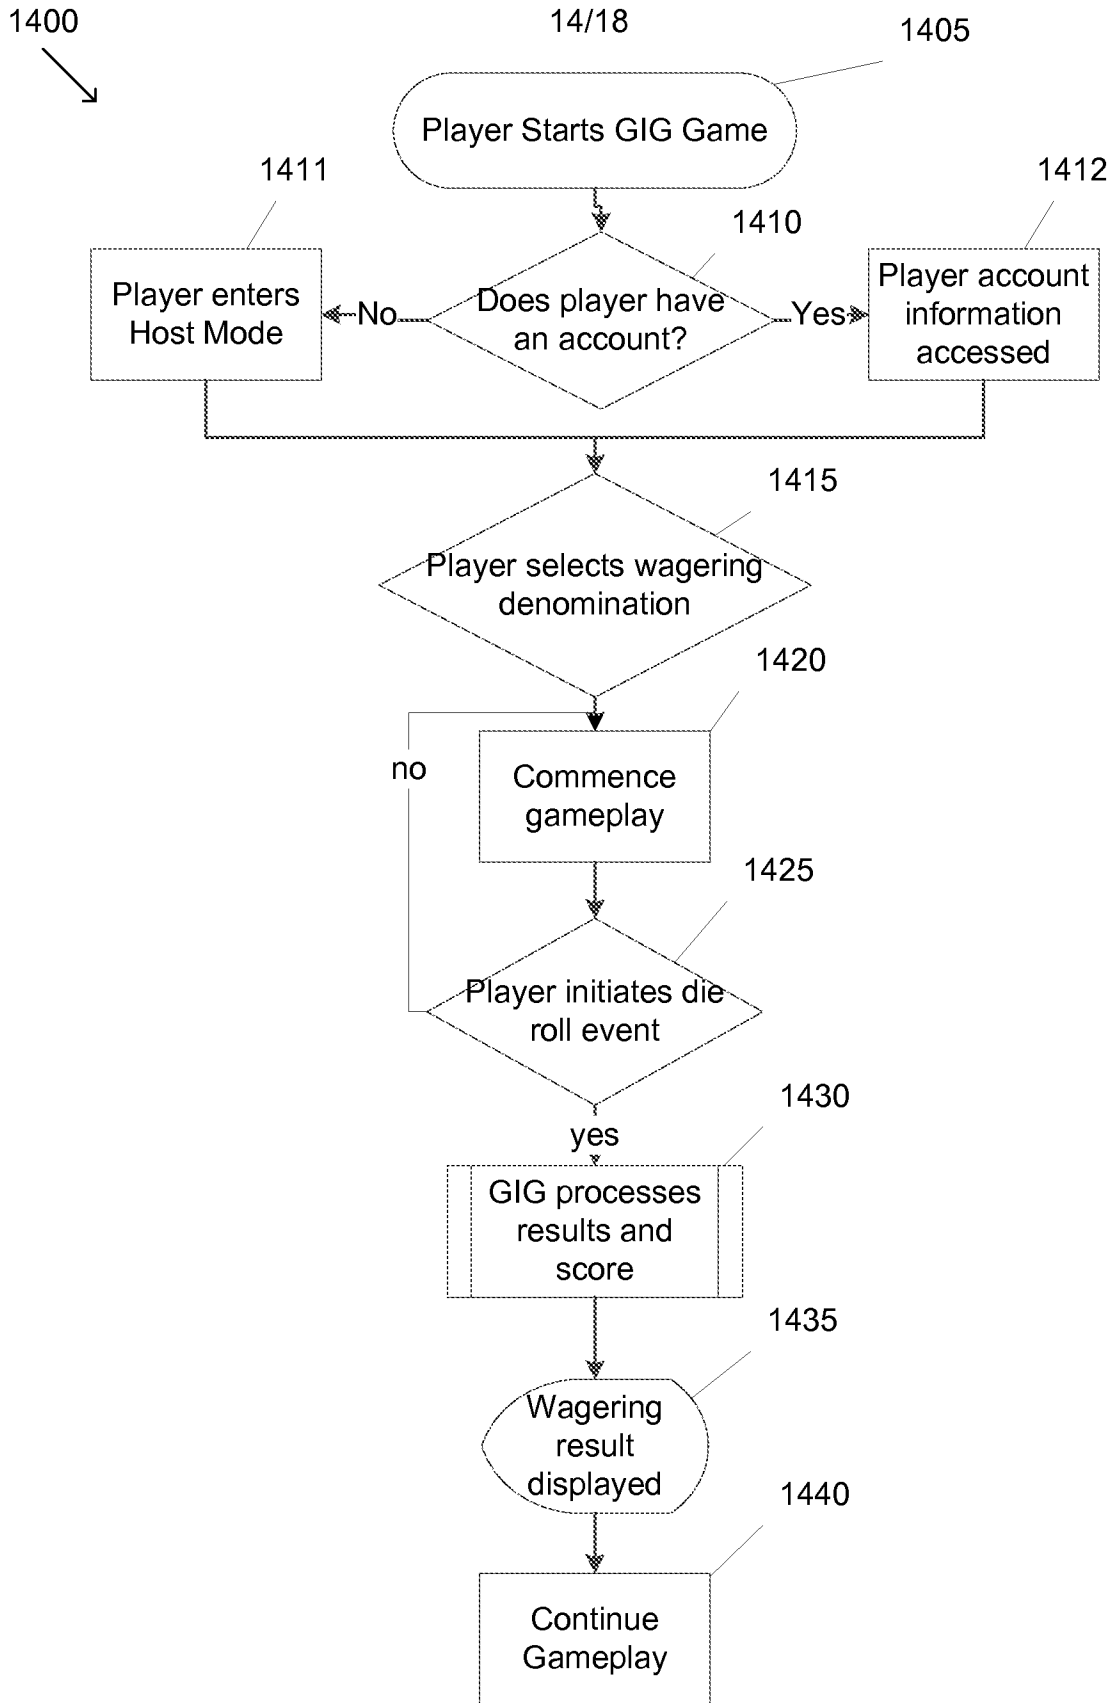 1400
14/18
1405
Player Starts GIG Game
1411
1410
1412
Player enters
Host Mode
No
Does player have
an account?
Yes
Player account
information
accessed
1415
Player selects wagering
denomination
1420
no
Commence
gameplay
1425
Player initiates die
roll event
1430
yes
GIG processes
results and
score
1435
Wagering
result
displayed
1440
Continue
Gameplay